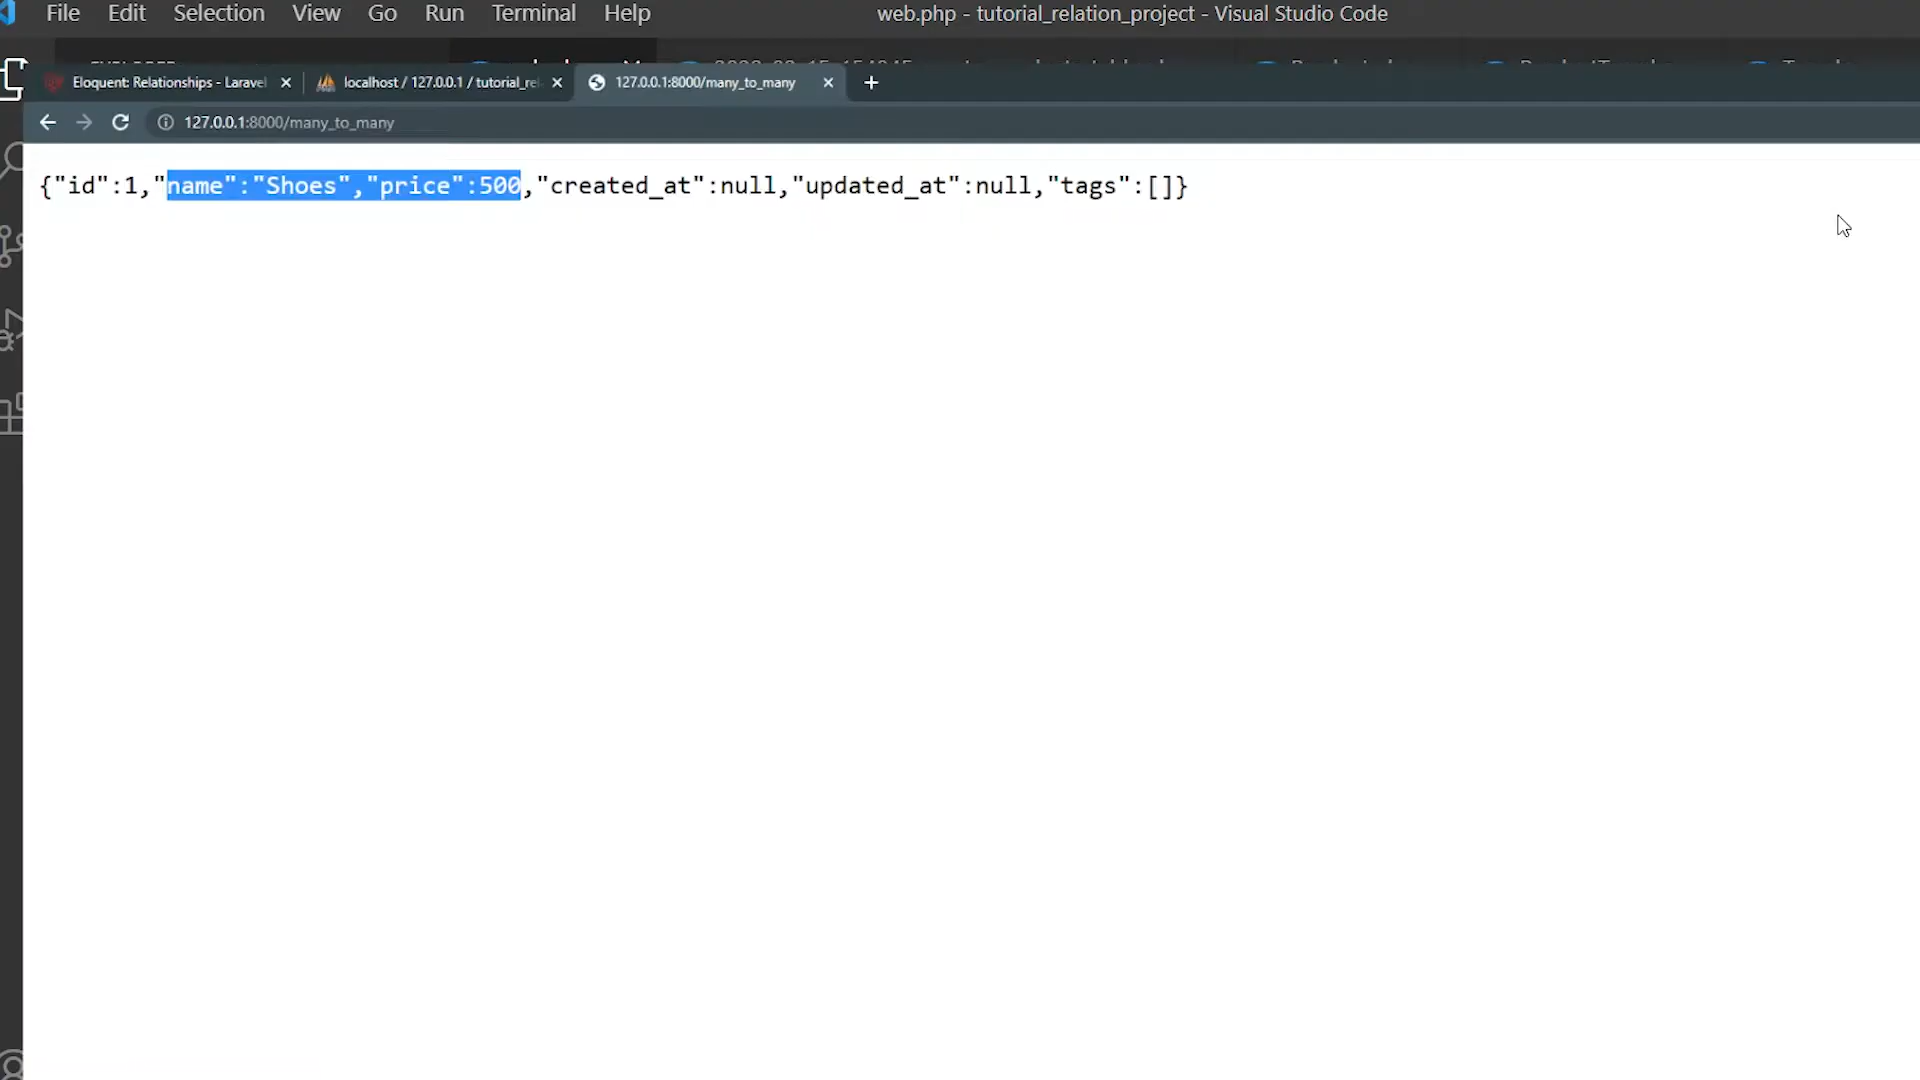 File Edit Selection View Go Run Terminal Help
web.php - tutorial_relation_project - Visual Studio Code
Eloquent: Relationships - Laravel
localhost / 127.0.0.1 / tutorial_rel
127.0.0.1:8000/many_to_many
127.0.0.1:8000/many_to_many
{"id":1,"name":"Shoes","price":500,"created_at":null,"updated_at":null,"tags":[]}